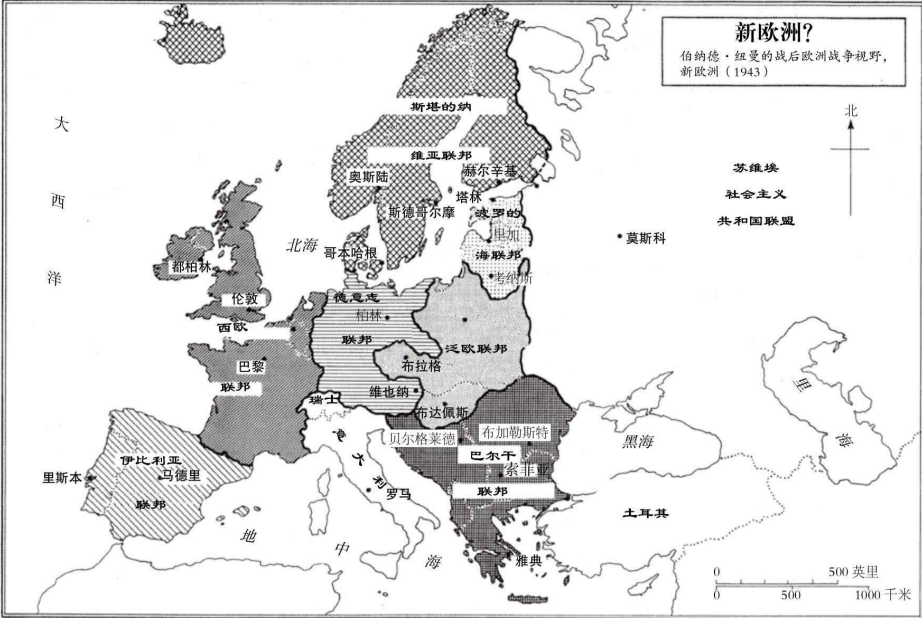 新欧洲？
伯纳德·纽曼的战后欧洲战争视野，
新欧洲（1943）
北
大
西
洋
斯堪的纳
维亚联邦
奥斯陆
赫尔辛基
斯德哥尔摩
塔林
波罗的
里加
海联邦
考纳斯
苏维埃
社会主义
共和国联盟
莫斯科
北海
哥本哈根
都柏林
伦敦
西欧
巴黎
联邦
德意志
柏林
联邦
泛欧联邦
布拉格
维也纳
布达佩斯
瑞士
意
大
利
罗马
贝尔格莱德
布加勒斯特
巴尔干
索菲亚
联邦
雅典
伊比利亚
里斯本
马德里
联邦
地
中
海
黑海
里
海
土耳其
0 500 英里
0 500 1000 千米